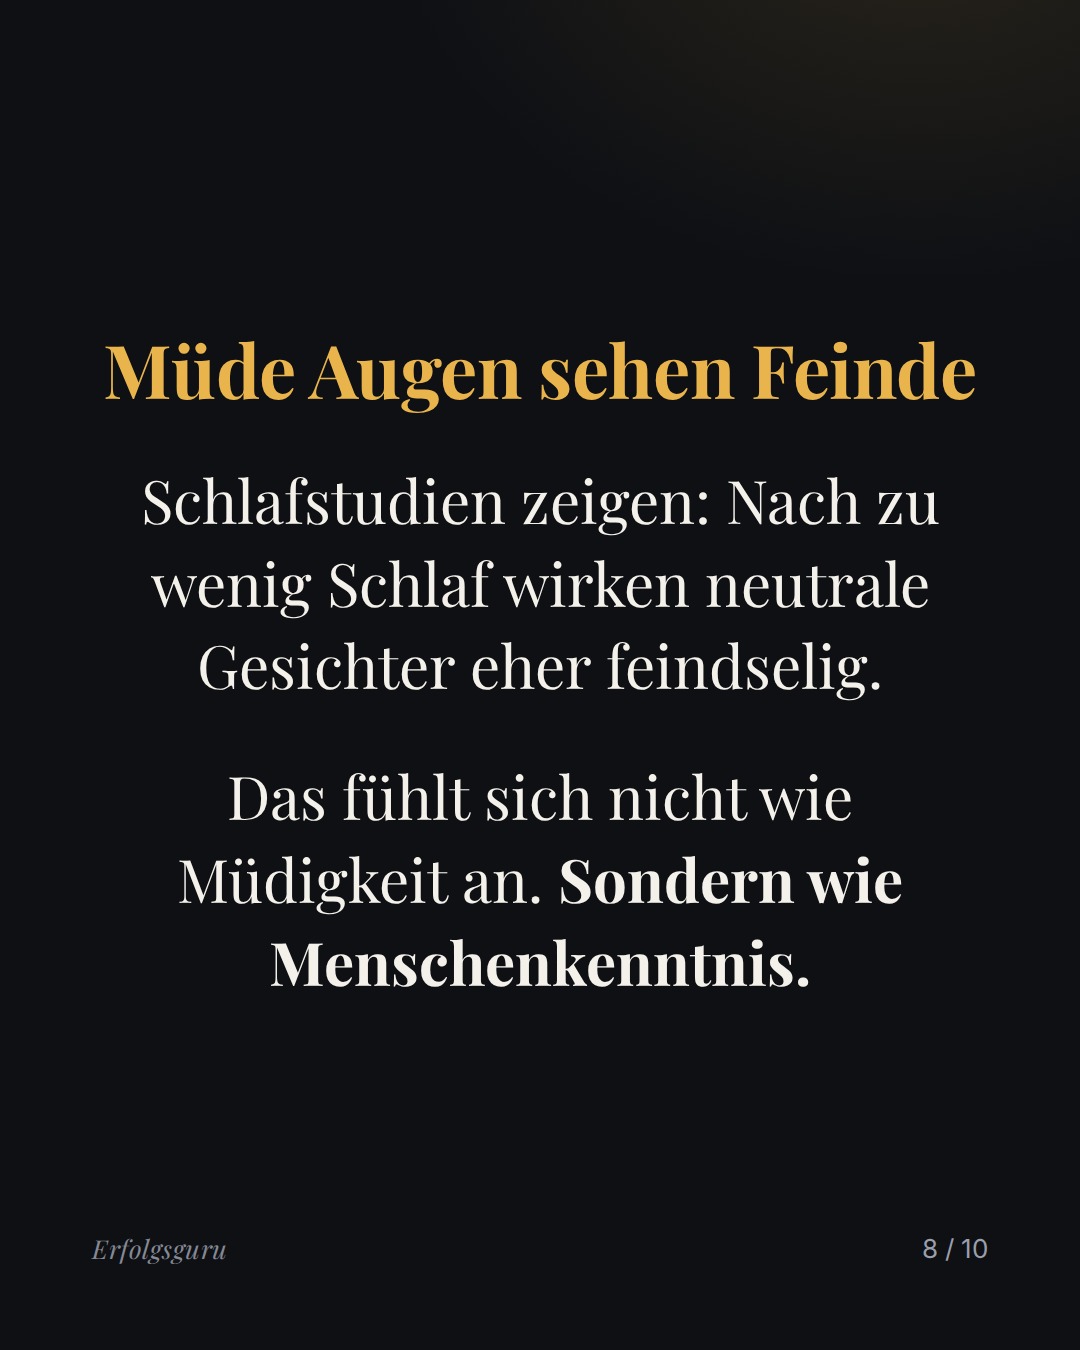 Müde Augen sehen Feinde
Schlafstudien zeigen: Nach zu
wenig Schlaf wirken neutrale
Gesichter eher feindselig.
Das fühlt sich nicht wie
Müdigkeit an. Sondern wie
Menschenkenntnis.
Erfolgsguru
8 / 10